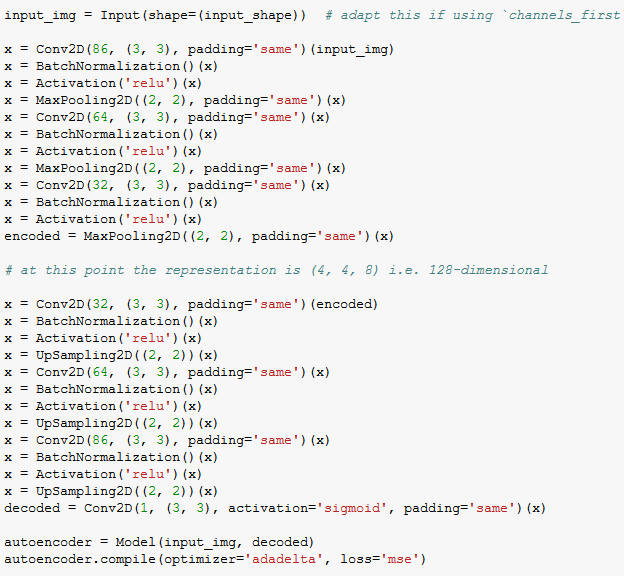 input_img = Input(shape=(input_shape))  # adapt this if using `channels_first
x = Conv2D(86, (3, 3), padding='same')(input_img)
x = BatchNormalization()(x)
x = Activation('relu')(x)
x = MaxPooling2D((2, 2), padding='same')(x)
x = Conv2D(64, (3, 3), padding='same')(x)
x = BatchNormalization()(x)
x = Activation('relu')(x)
x = MaxPooling2D((2, 2), padding='same')(x)
x = Conv2D(32, (3, 3), padding='same')(x)
x = BatchNormalization()(x)
x = Activation('relu')(x)
encoded = MaxPooling2D((2, 2), padding='same')(x)
# at this point the representation is (4, 4, 8) i.e. 128-dimensional
x = Conv2D(32, (3, 3), padding='same')(encoded)
x = BatchNormalization()(x)
x = Activation('relu')(x)
x = UpSampling2D((2, 2))(x)
x = Conv2D(64, (3, 3), padding='same')(x)
x = BatchNormalization()(x)
x = Activation('relu')(x)
x = UpSampling2D((2, 2))(x)
x = Conv2D(86, (3, 3), padding='same')(x)
x = BatchNormalization()(x)
x = Activation('relu')(x)
x = UpSampling2D((2, 2))(x)
decoded = Conv2D(1, (3, 3), activation='sigmoid', padding='same')(x)
autoencoder = Model(input_img, decoded)
autoencoder.compile(optimizer='adadelta', loss='mse')